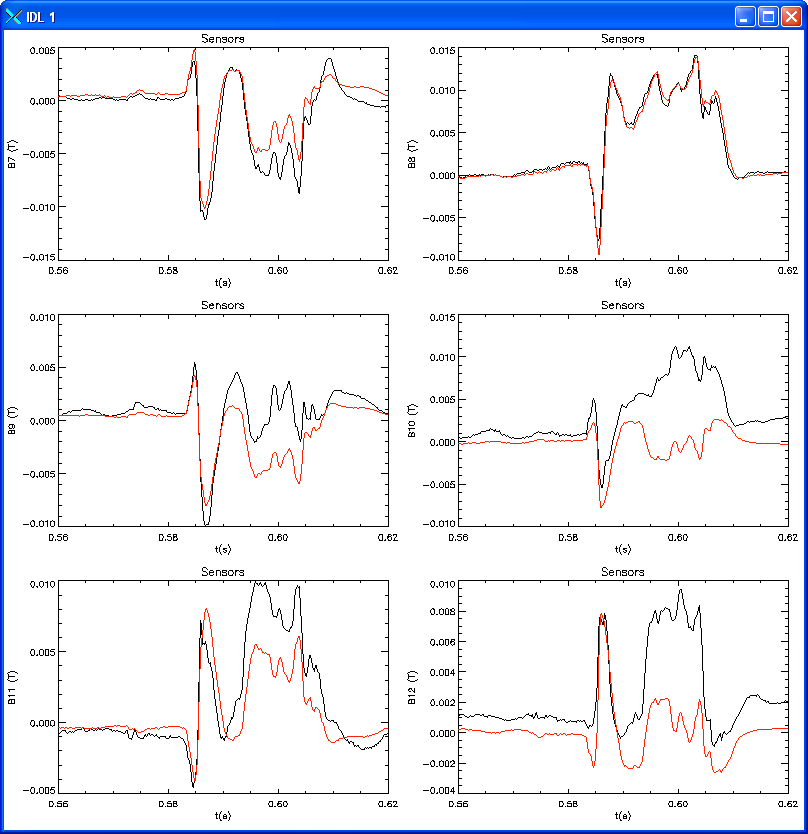 IDL 1
Sensors
0.005
0.000
−0.005
−0.010
−0.015
B7 (T)
0.56 0.58 0.60 0.62
t(s)
Sensors
0.015
0.010
0.005
0.000
−0.005
−0.010
B8 (T)
0.56 0.58 0.60 0.62
t(s)
Sensors
0.010
0.005
0.000
−0.005
−0.010
B9 (T)
0.56 0.58 0.60 0.62
t(s)
Sensors
0.015
0.010
0.005
0.000
−0.005
−0.010
B10 (T)
0.56 0.58 0.60 0.62
t(s)
Sensors
0.010
0.005
0.000
−0.005
B11 (T)
0.56 0.58 0.60 0.62
t(s)
Sensors
0.010
0.008
0.006
0.004
0.002
0.000
−0.002
−0.004
B12 (T)
0.56 0.58 0.60 0.62
t(s)